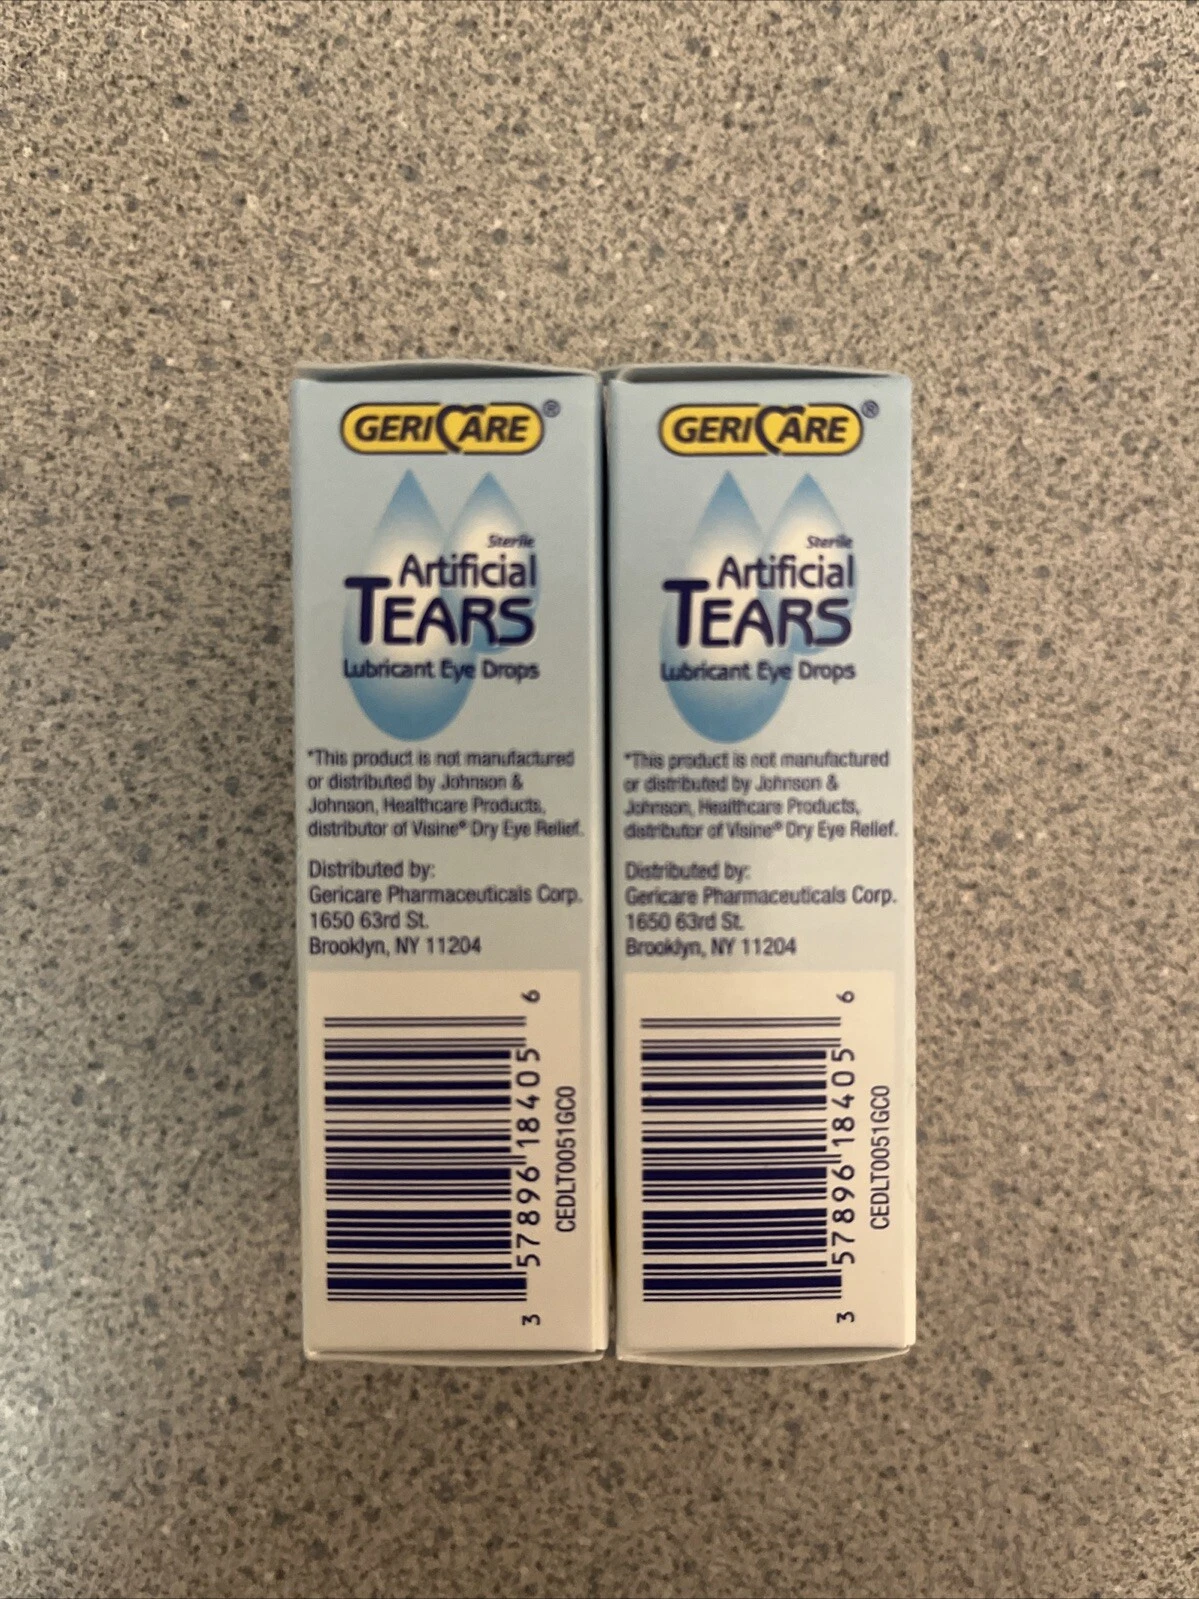 GERICARE®
Sterile
Artificial
TEARS
Lubricant Eye Drops
*This product is not manufactured
or distributed by Johnson &
Johnson, Healthcare Products,
distributor of Visine® Dry Eye Relief.
Distributed by:
Gericare Pharmaceuticals Corp.
1650 63rd St.
Brooklyn, NY 11204
3 57896 18405 6
CEDLT0051GC0
GERICARE®
Sterile
Artificial
TEARS
Lubricant Eye Drops
*This product is not manufactured
or distributed by Johnson &
Johnson, Healthcare Products,
distributor of Visine® Dry Eye Relief.
Distributed by:
Gericare Pharmaceuticals Corp.
1650 63rd St.
Brooklyn, NY 11204
3 57896 18405 6
CEDLT0051GC0